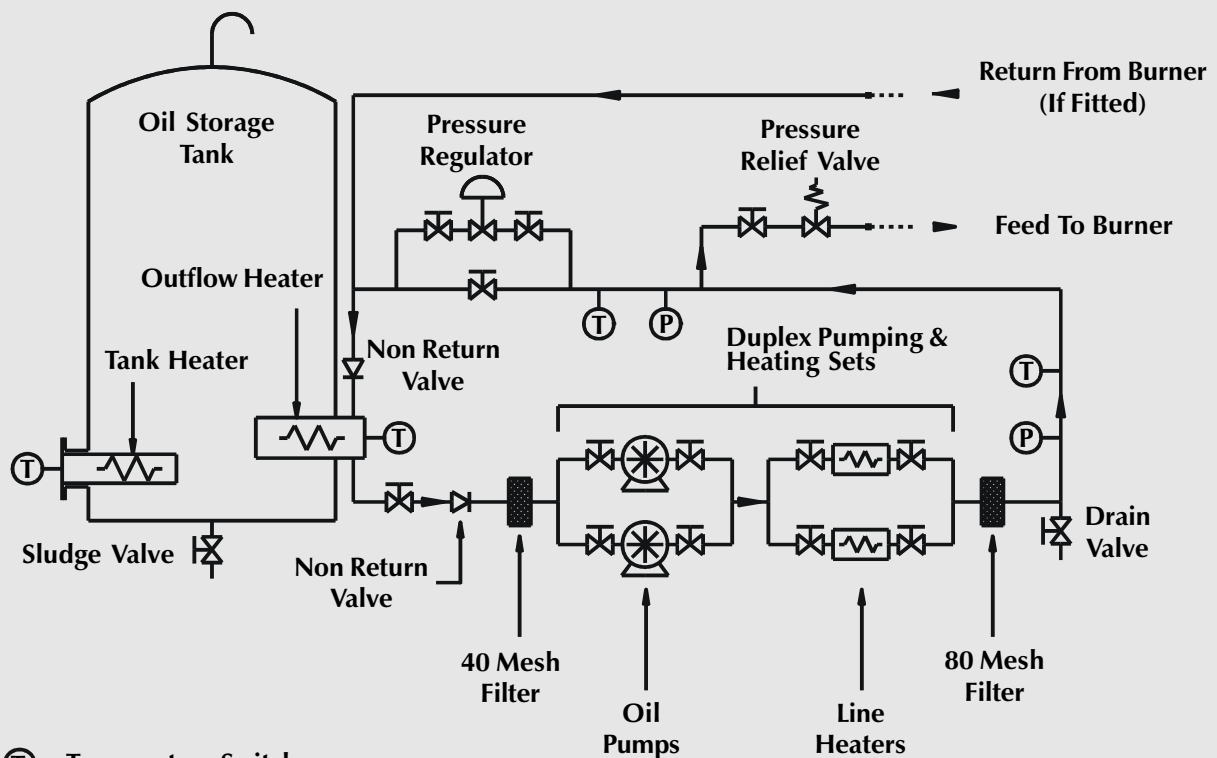 Return From Burner
(If Fitted)
Oil Storage
Tank
Pressure
Regulator
Pressure
Relief Valve
Feed To Burner
Outflow Heater
Tank Heater
Non Return
Valve
Duplex Pumping &
Heating Sets
T
P
T
P
T
T
Sludge Valve
Non Return
Valve
Drain
Valve
40 Mesh
Filter
80 Mesh
Filter
Oil
Pumps
Line
Heaters
T